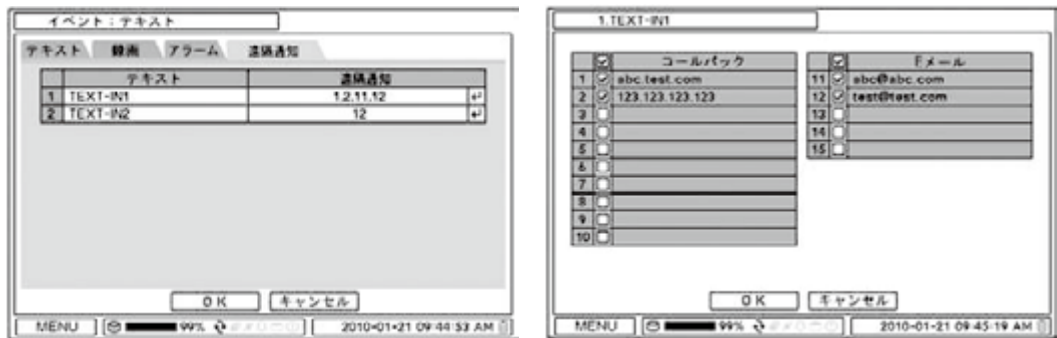 イベント：テキスト
テキスト 録画 アラーム 遠隔通知
テキスト 遠隔通知
1 TEXT-IN1 1.2.11.12
2 TEXT-IN2 12
OK キャンセル
MENU 99% 2010-01-21 09:44:53 AM
1.TEXT-IN1
コールバック
1 abc.test.com
2 123.123.123.123
3
4
5
6
7
8
9
10
Eメール
11 abc@abc.com
12 test@test.com
13
14
15
OK キャンセル
MENU 99% 2010-01-21 09:45:19 AM